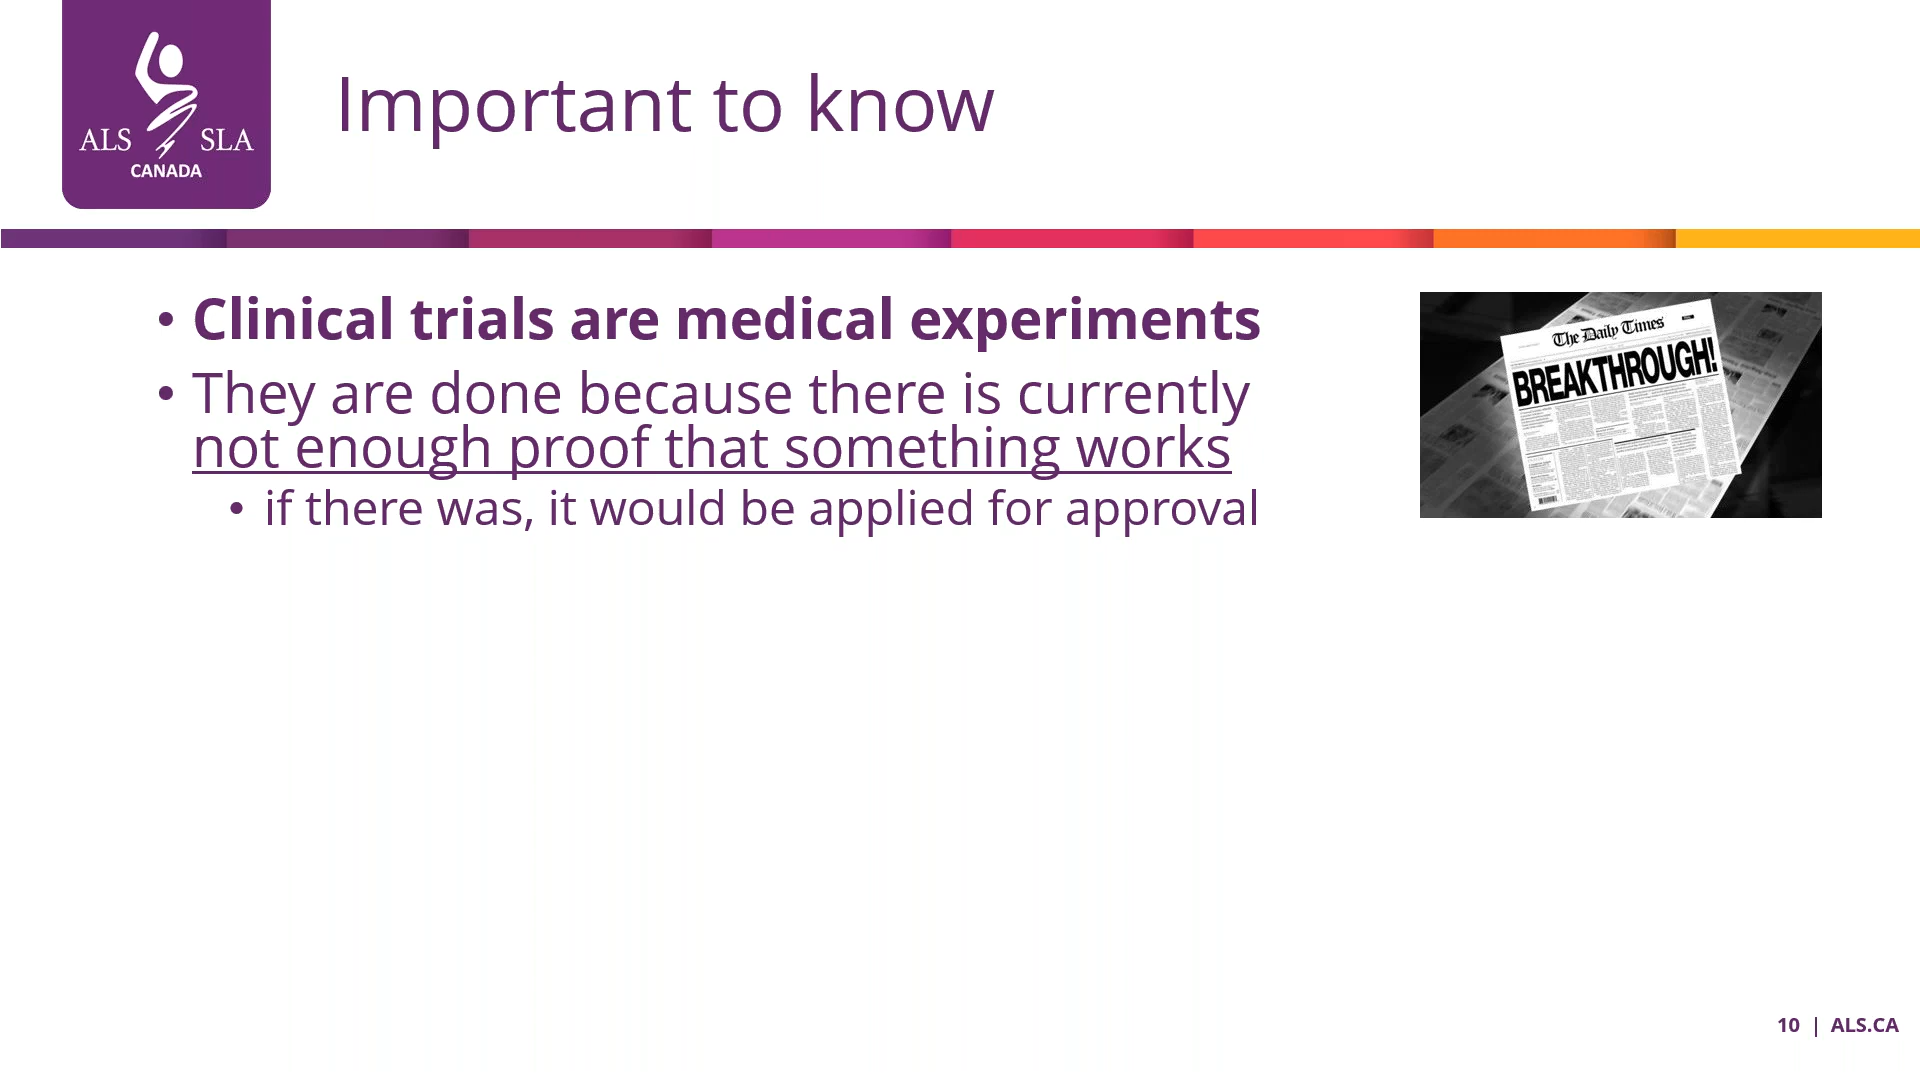 ALS SLA
CANADA
Important to know
• Clinical trials are medical experiments
• They are done because there is currently
not enough proof that something works
• if there was, it would be applied for approval
The Daily Times
BREAKTHROUGH!
10 | ALS.CA